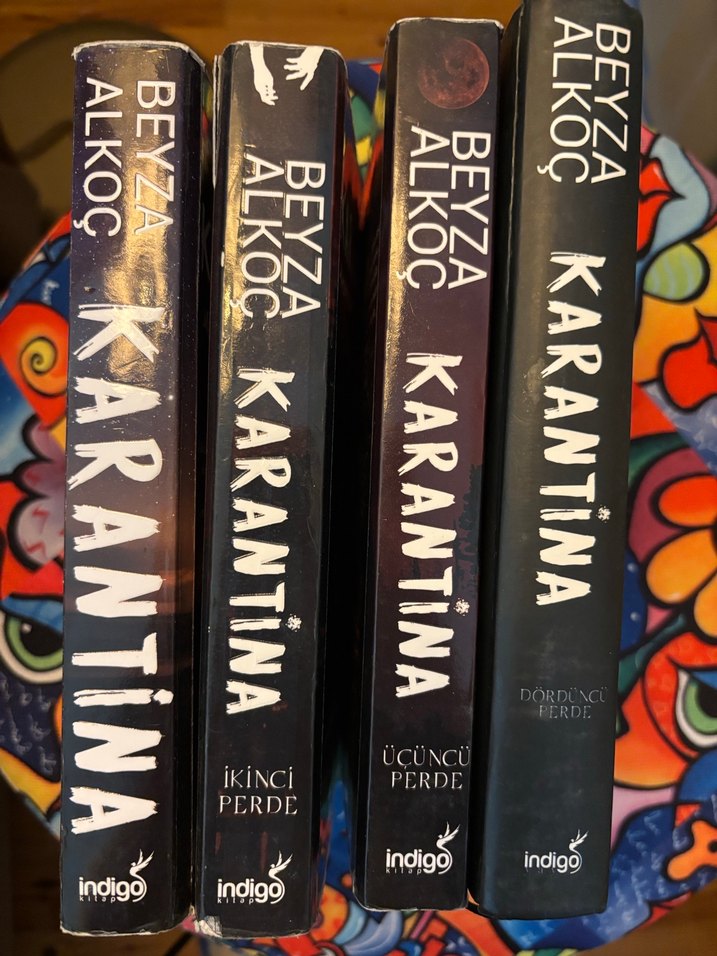 BEYZA
ALKOÇ
KARANTİNA
indigo
kitap
BEYZA
ALKOÇ
KARANTİNA
İKİNCİ
PERDE
indigo
kitap
BEYZA
ALKOÇ
KARANTİNA
ÜÇÜNCÜ
PERDE
indigo
kitap
BEYZA
ALKOÇ
KARANTİNA
DÖRDÜNCÜ
PERDE
indigo